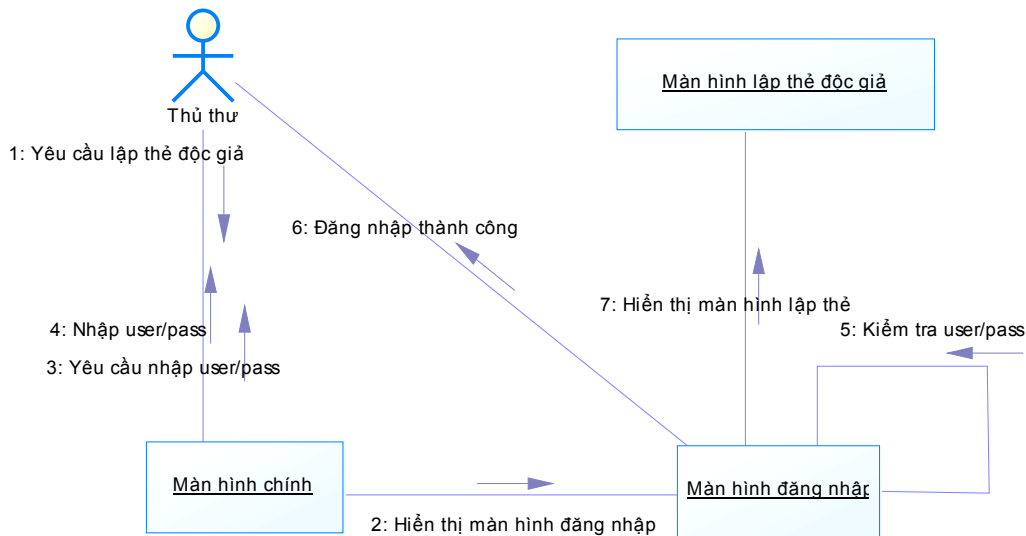 Thủ thư
Màn hình lập thẻ độc giả
1: Yêu cầu lập thẻ độc giả
6: Đăng nhập thành công
7: Hiển thị màn hình lập thẻ
4: Nhập user/pass
5: Kiểm tra user/pass
3: Yêu cầu nhập user/pass
Màn hình chính
Màn hình đăng nhập
2: Hiển thị màn hình đăng nhập